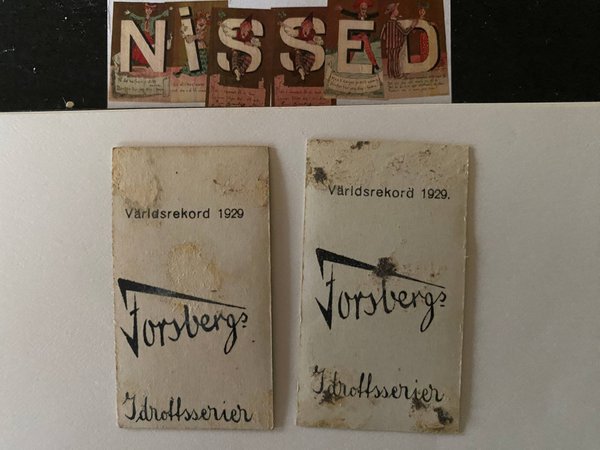 NISSED
Världsrekord 1929
Forsbergs
Idrottsserier
Världsrekord 1929.
Forsbergs
Idrottsserier